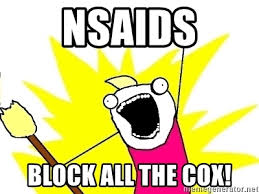 NSAIDS
BLOCK ALL THE COX!
memegenerator.net